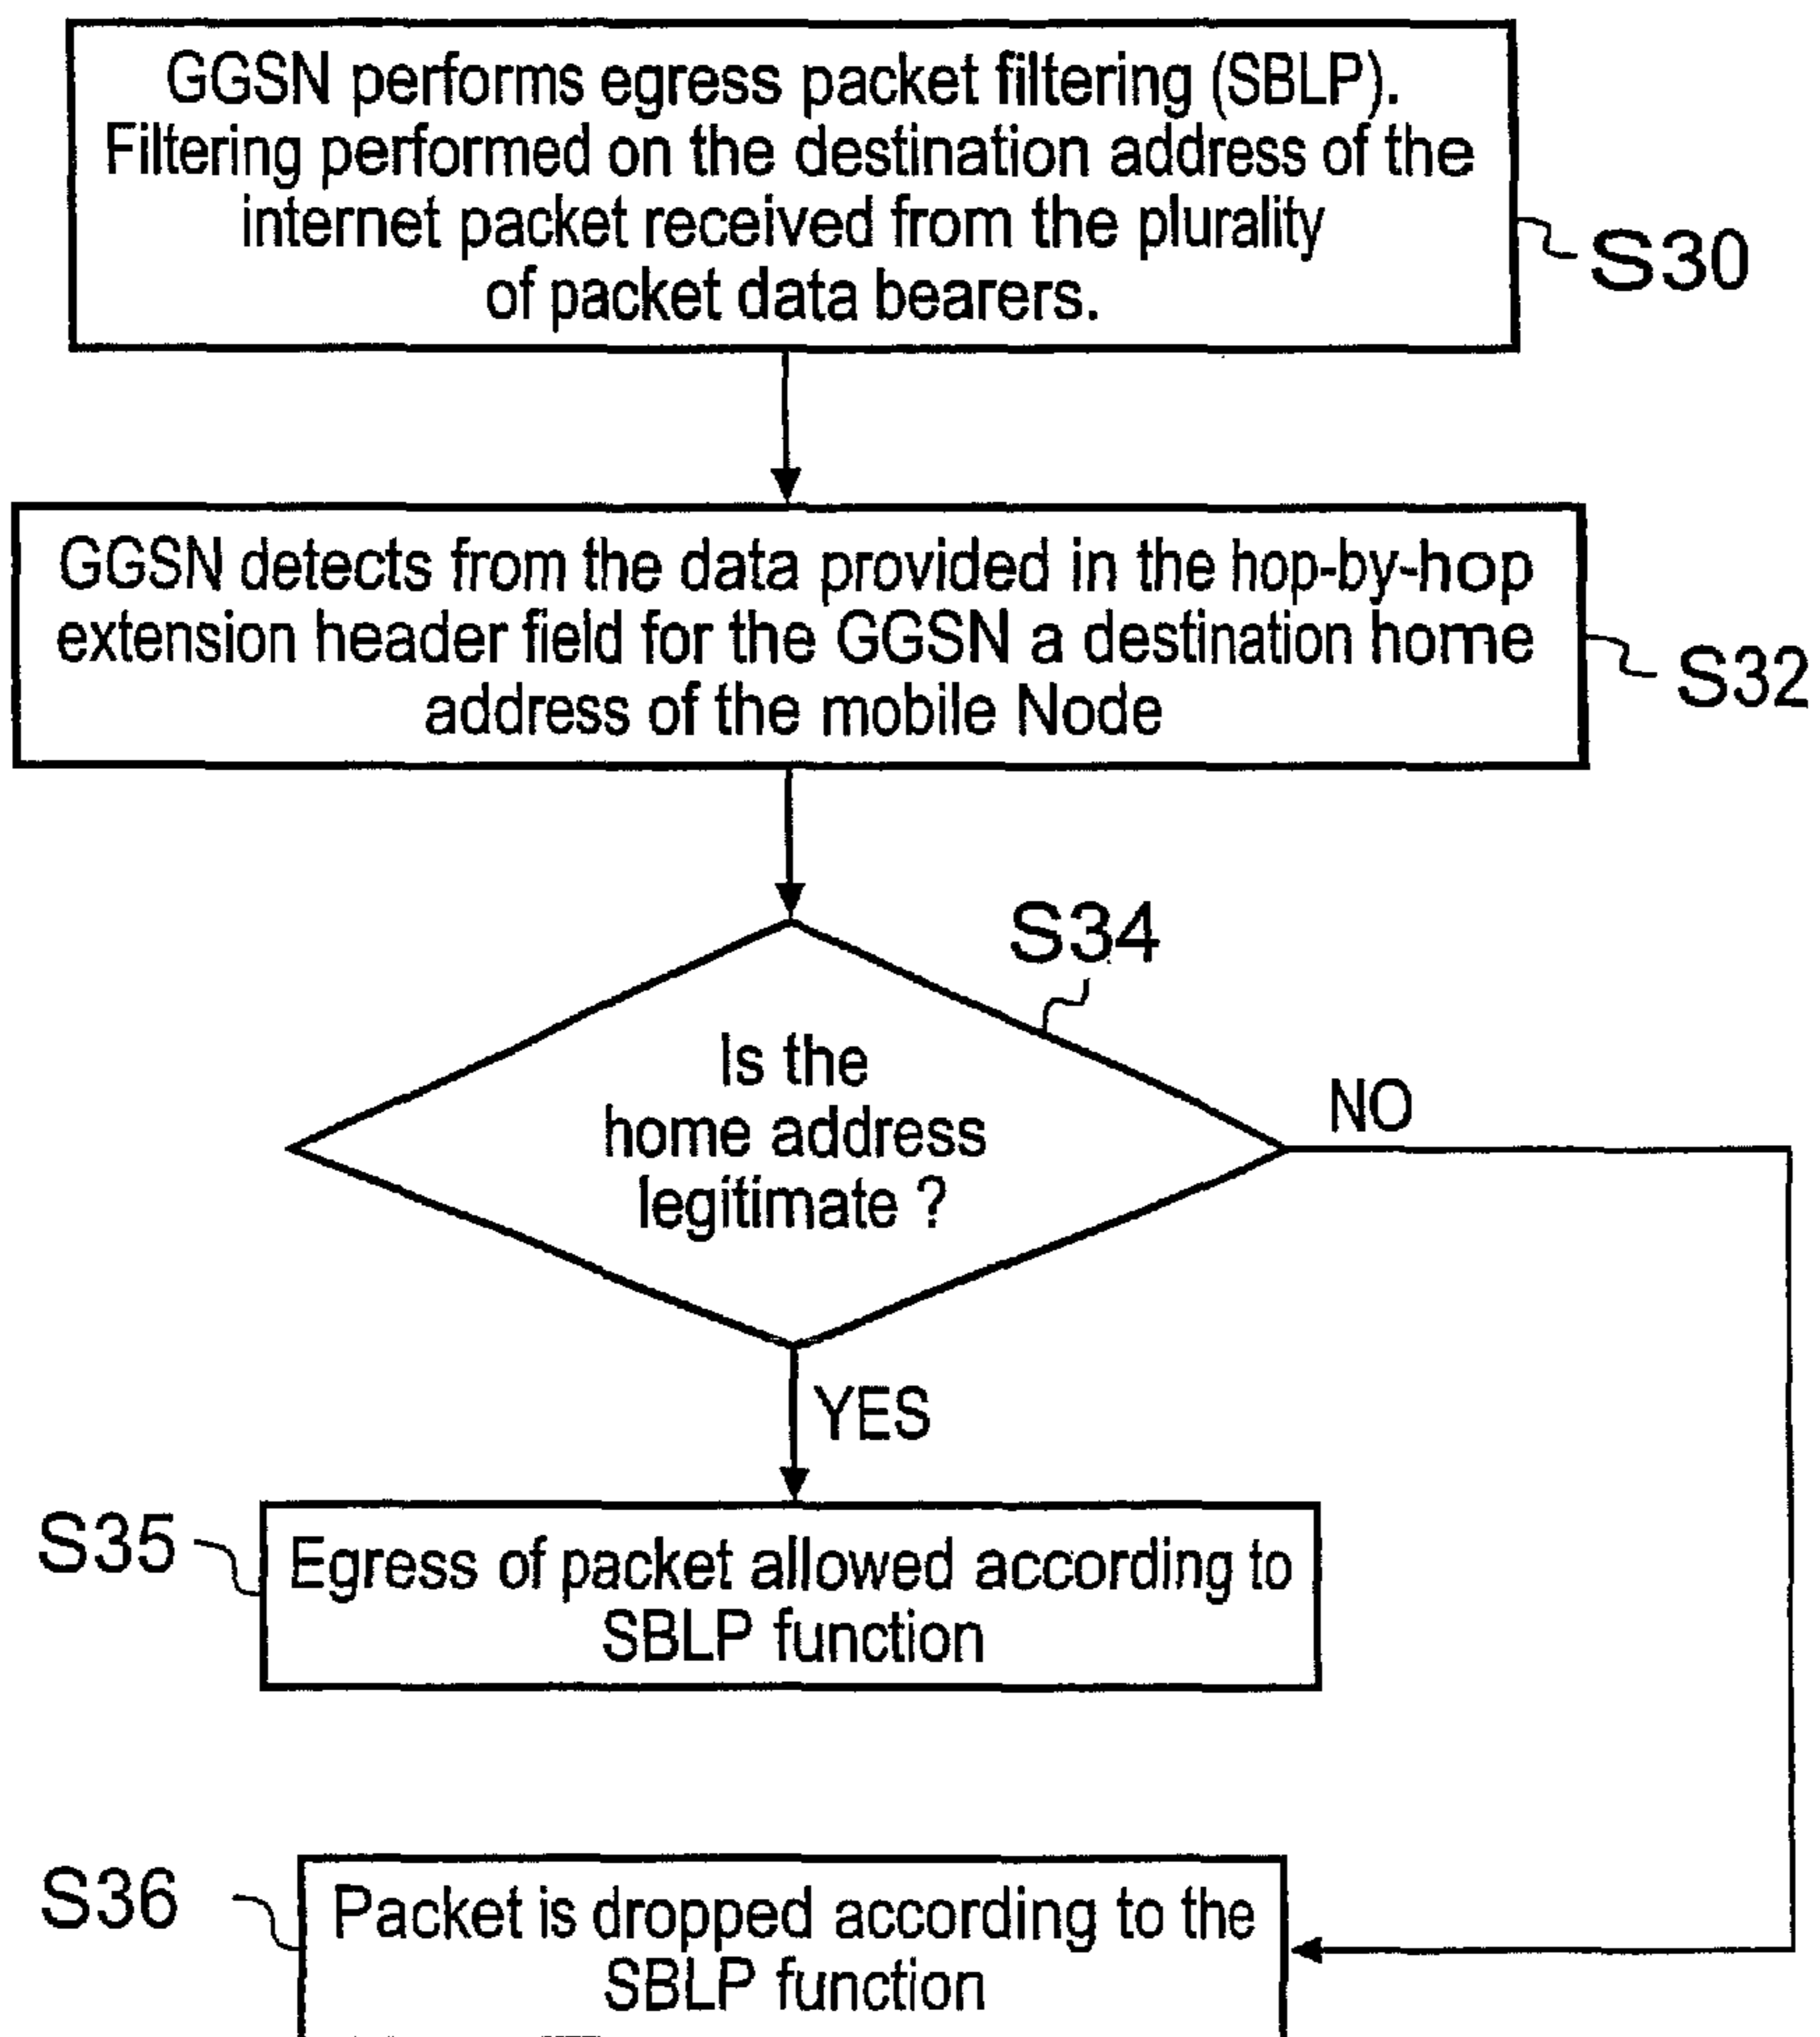 GGSN performs egress packet filtering (SBLP).
Filtering performed on the destination address of the
internet packet received from the plurality
of packet data bearers.
S30
GGSN detects from the data provided in the hop-by-hop
extension header field for the GGSN a destination home
address of the mobile Node
S32
S34
Is the
home address
legitimate ?
NO
YES
S35
Egress of packet allowed according to
SBLP function
S36
Packet is dropped according to the
SBLP function